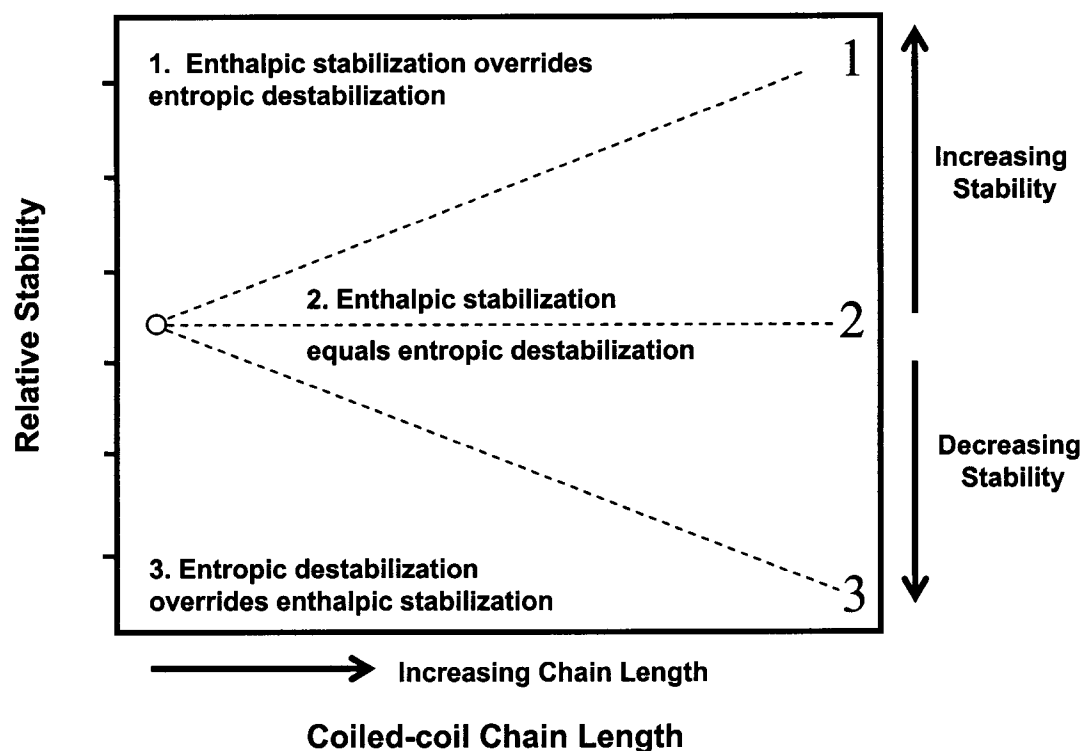 1. Enthalpic stabilization overrides
entropic destabilization
1
Increasing
Stability
Relative Stability
2. Enthalpic stabilization
equals entropic destabilization
2
Decreasing
Stability
3. Entropic destabilization
overrides enthalpic stabilization
3
Increasing Chain Length
Coiled-coil Chain Length